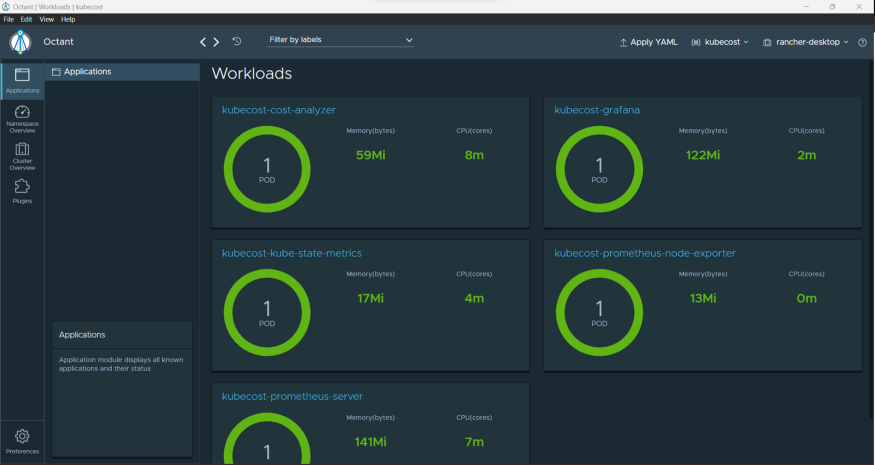 Octant | Workloads | kubecost
File Edit View Help
Octant
Filter by labels
Apply YAML
kubecost
rancher-desktop
Applications
Namespace
Overview
Cluster
Overview
Plugins
Preferences
Applications
Applications
Application module displays all known
applications and their status
Workloads
kubecost-cost-analyzer
1
POD
Memory(bytes) CPU(cores)
59Mi 8m
kubecost-grafana
1
POD
Memory(bytes) CPU(cores)
122Mi 2m
kubecost-kube-state-metrics
1
POD
Memory(bytes) CPU(cores)
17Mi 4m
kubecost-prometheus-node-exporter
1
POD
Memory(bytes) CPU(cores)
13Mi 0m
kubecost-prometheus-server
1
Memory(bytes) CPU(cores)
141Mi 7m